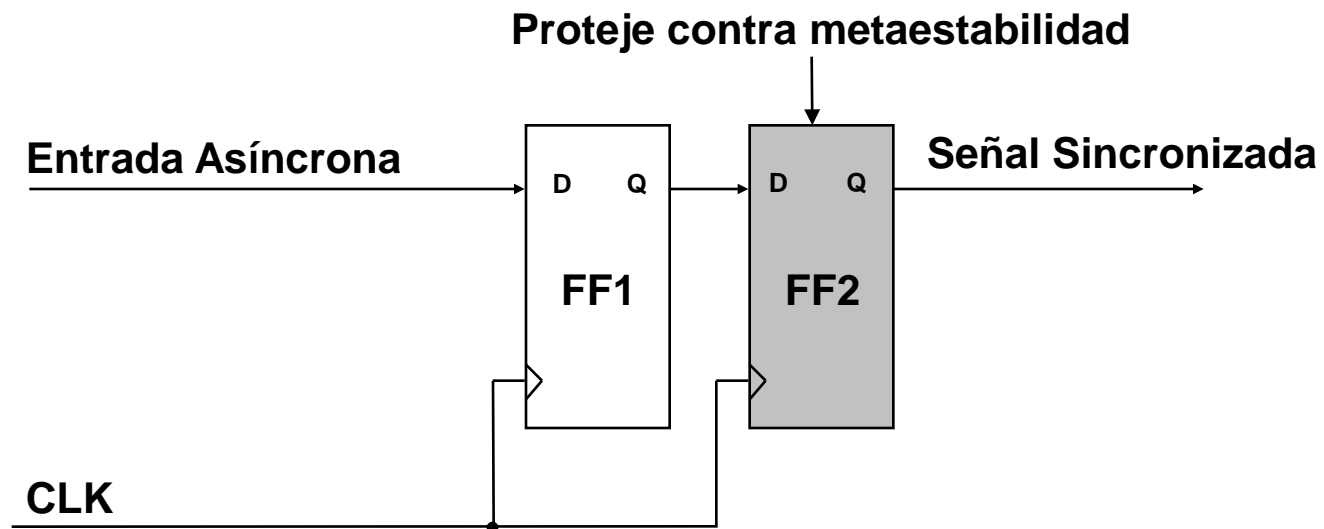 Proteje contra metaestabilidad
Entrada Asíncrona
Señal Sincronizada
D Q
D Q
FF1
FF2
CLK